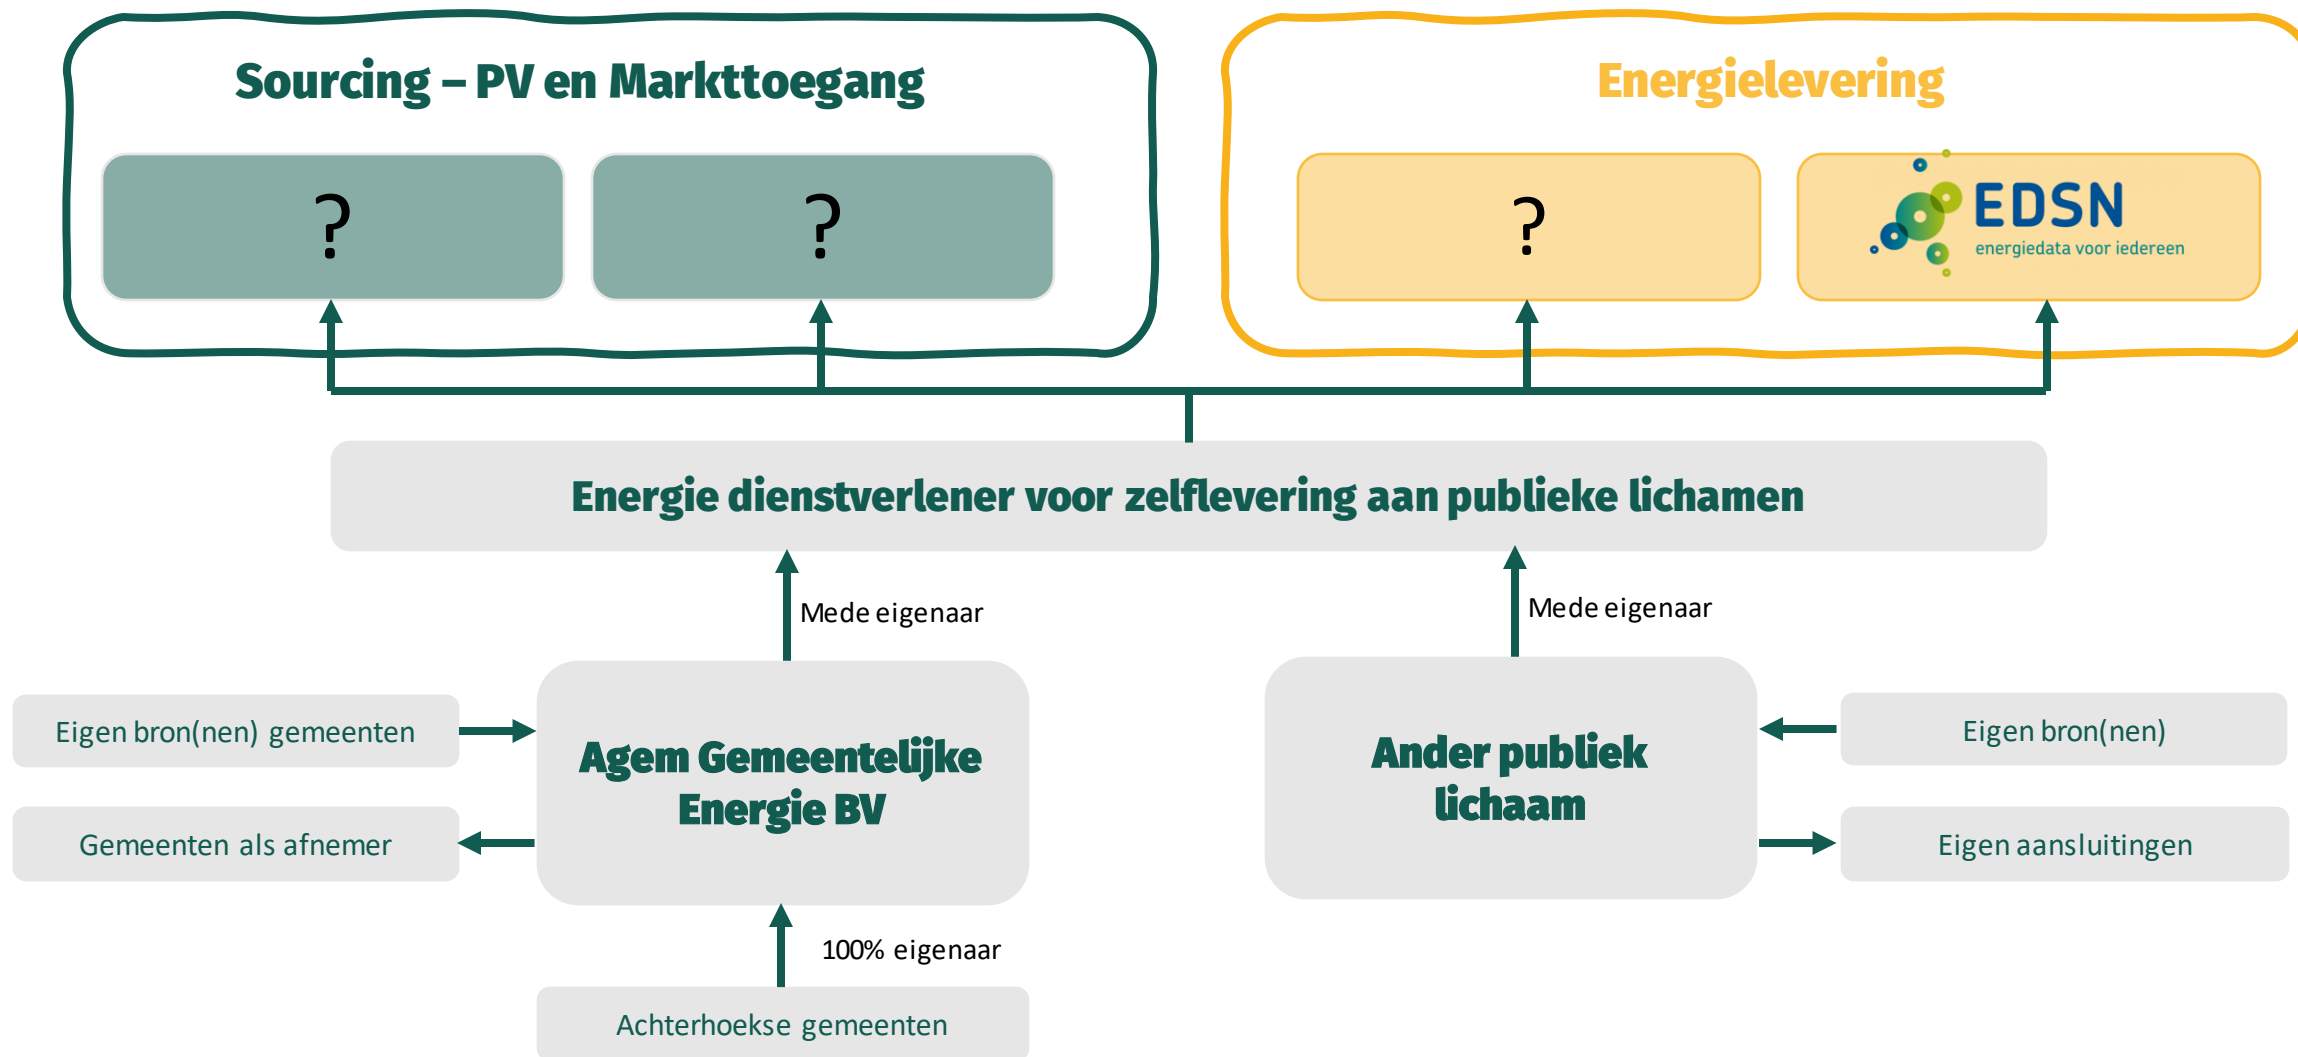 Sourcing – PV en Markttoegang
Energielevering
?
?
?
EDSN
energiedata voor iedereen
Energie dienstverlener voor zelflevering aan publieke lichamen
Mede eigenaar
Mede eigenaar
Eigen bron(nen) gemeenten
Agem Gemeentelijke
Energie BV
Gemeenten als afnemer
Ander publiek
lichaam
Eigen bron(nen)
Eigen aansluitingen
100% eigenaar
Achterhoekse gemeenten